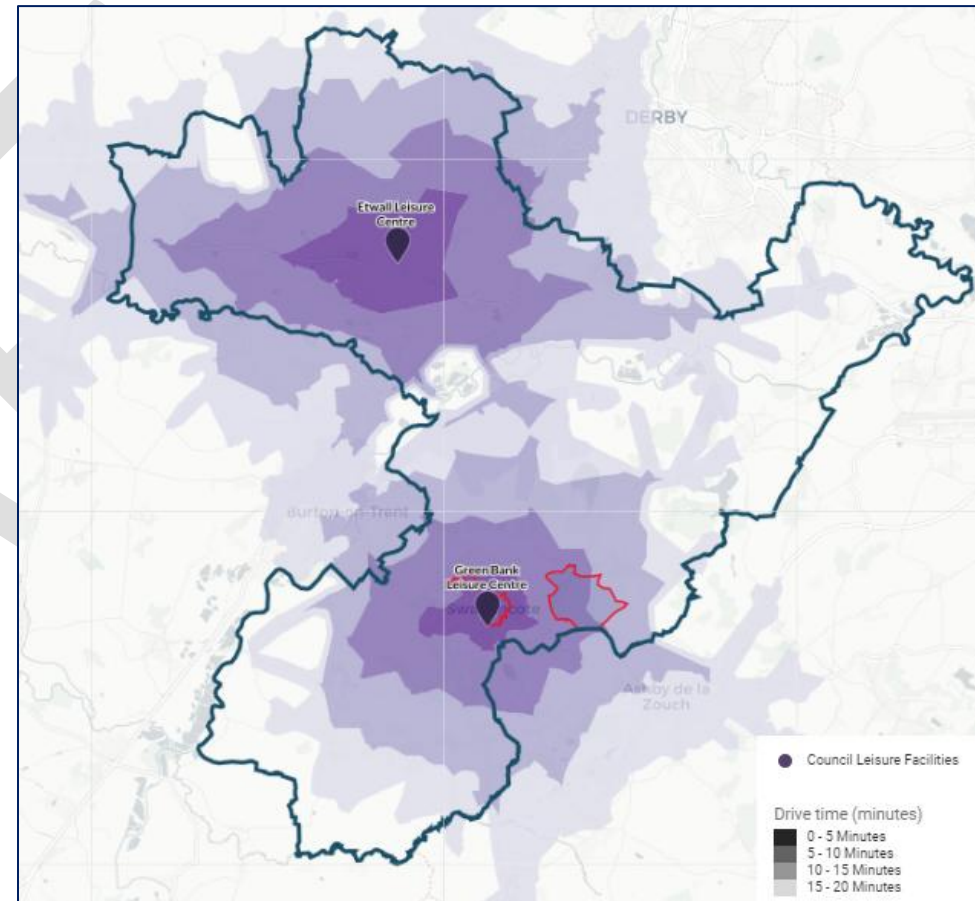 DERBY
Etwall Leisure
Centre
Burton-on-Trent
Green Bank
Leisure Centre
Ashby de la
Zouch
Council Leisure Facilities
Drive time (minutes)
0 - 5 Minutes
5 - 10 Minutes
10 - 15 Minutes
15 - 20 Minutes